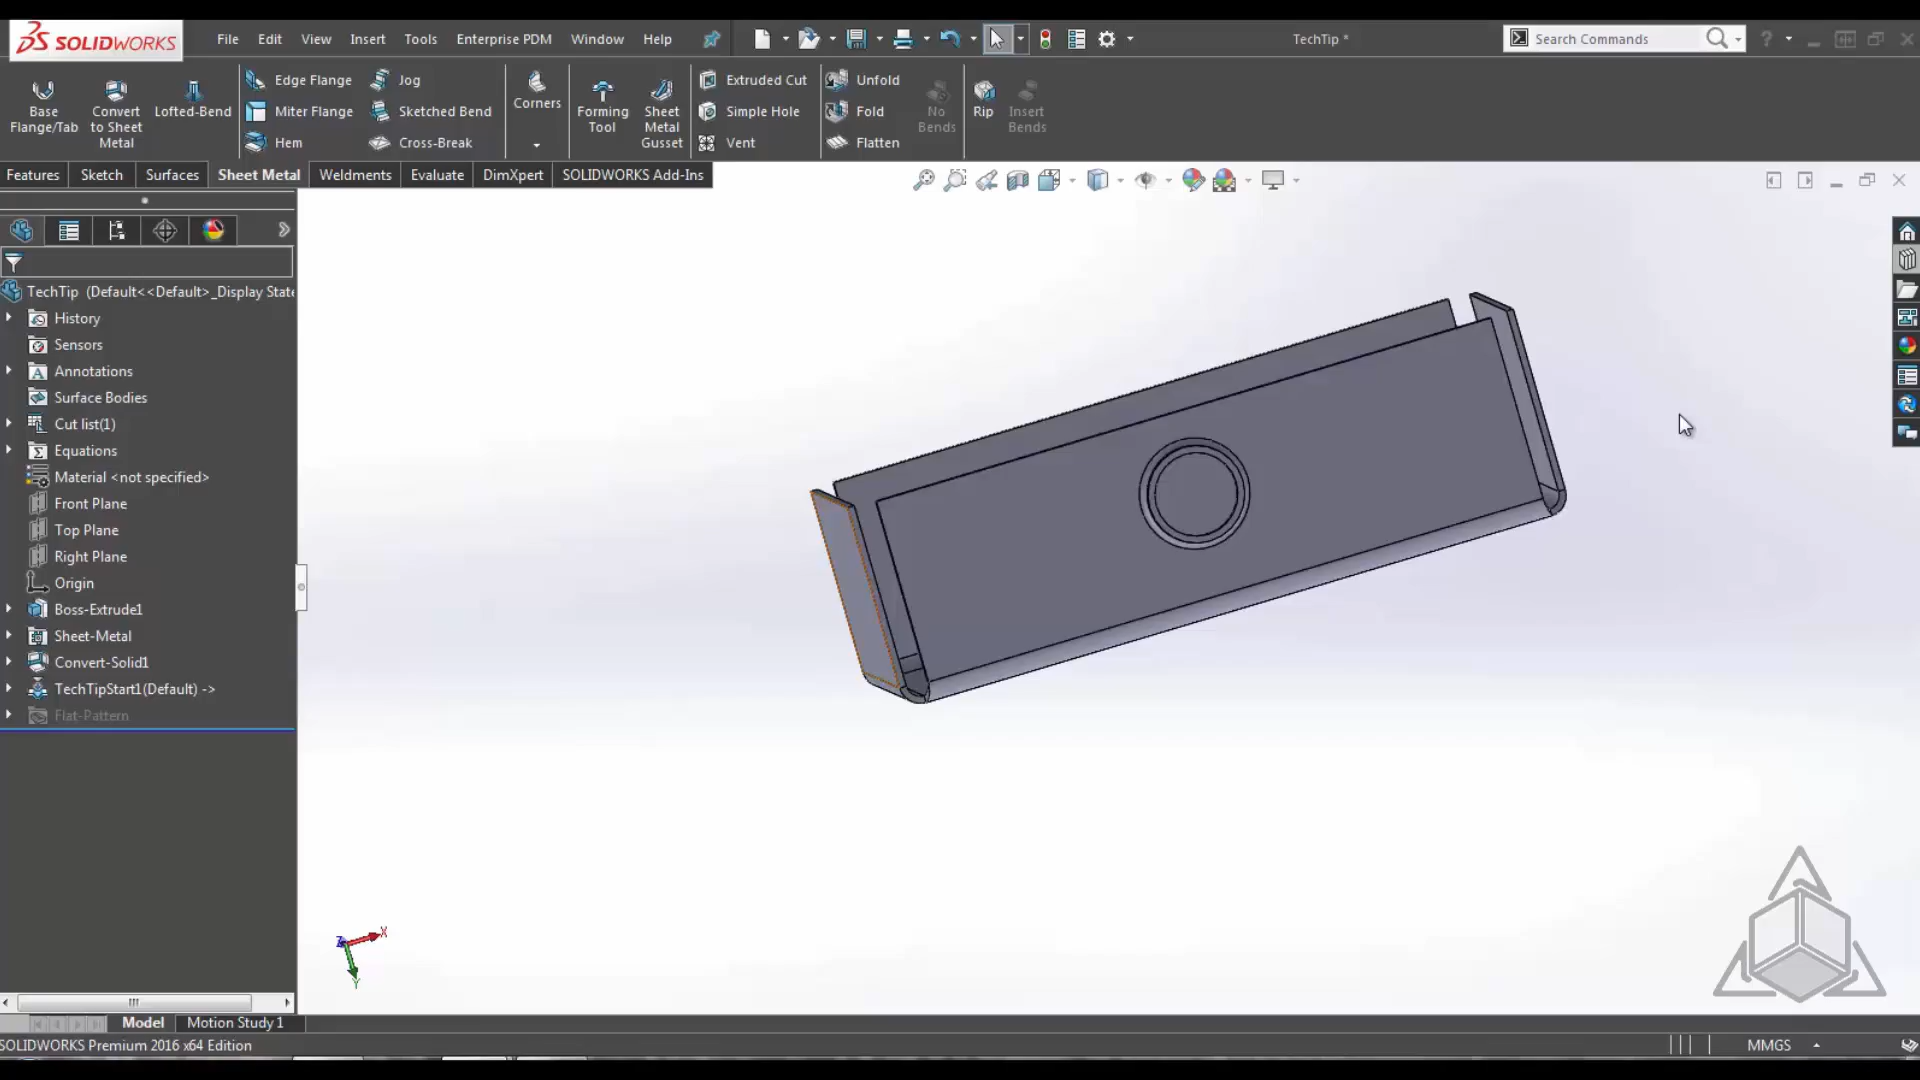 SOLIDWORKS
File Edit View Insert Tools Enterprise PDM Window Help
TechTip *
Search Commands
Base Flange/Tab
Convert to Sheet Metal
Lofted-Bend
Edge Flange
Miter Flange
Hem
Jog
Sketched Bend
Cross-Break
Corners
Forming Tool
Sheet Metal Gusset
Extruded Cut
Simple Hole
Vent
Unfold
Fold
Flatten
No Bends
Rip
Insert Bends
Features Sketch Surfaces Sheet Metal Weldments Evaluate DimXpert SOLIDWORKS Add-Ins
TechTip (Default<<Default>_Display State
History
Sensors
Annotations
Surface Bodies
Cut list(1)
Equations
Material <not specified>
Front Plane
Top Plane
Right Plane
Origin
Boss-Extrude1
Sheet-Metal
Convert-Solid1
TechTipStart1(Default) ->
Flat-Pattern
X
Y
Z
Model Motion Study 1
SOLIDWORKS Premium 2016 x64 Edition
MMGS